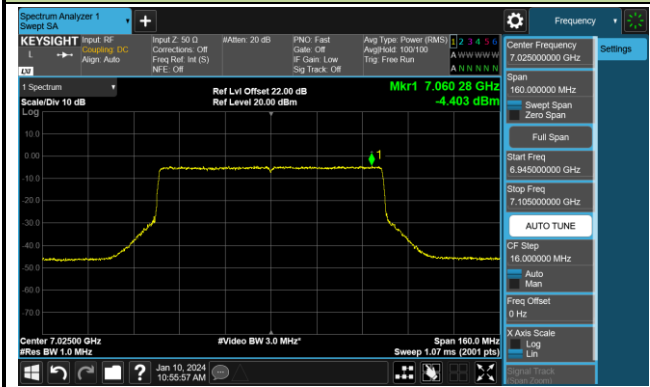 Spectrum Analyzer 1
Swept SA
Frequency
KEYSIGHT
L
LXI
Input: RF
Coupling: DC
Align: Auto
Input Z: 50 Ω
Corrections: Off
Freq Ref: Int (S)
NFE: Off
#Atten: 20 dB
PNO: Fast
Gate: Off
IF Gain: Low
Sig Track: Off
Avg Type: Power (RMS)
Avg|Hold: 100/100
Trig: Free Run
1 2 3 4 5 6
A W W W W W
A N N N N N
1 Spectrum
Scale/Div 10 dB
Log
Ref Lvl Offset 22.00 dB
Ref Level 20.00 dBm
Mkr1 7.060 28 GHz
-4.403 dBm
1
10.0
0.00
-10.0
-20.0
-30.0
-40.0
-50.0
-60.0
-70.0
Center 7.02500 GHz
#Res BW 1.0 MHz
#Video BW 3.0 MHz*
Span 160.0 MHz
Sweep 1.07 ms (2001 pts)
Center Frequency
7.025000000 GHz
Settings
Span
160.000000 MHz
Swept Span
Zero Span
Full Span
Start Freq
6.945000000 GHz
Stop Freq
7.105000000 GHz
AUTO TUNE
CF Step
16.000000 MHz
Auto
Man
Freq Offset
0 Hz
X Axis Scale
Log
Lin
Signal Track
(Span Zoom)
Jan 10, 2024
10:55:57 AM